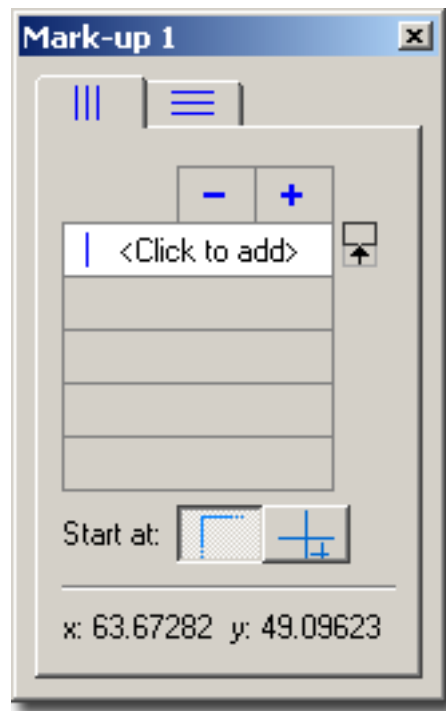 Mark-up 1
- +
<Click to add>
Start at:
x: 63.67282 y: 49.09623